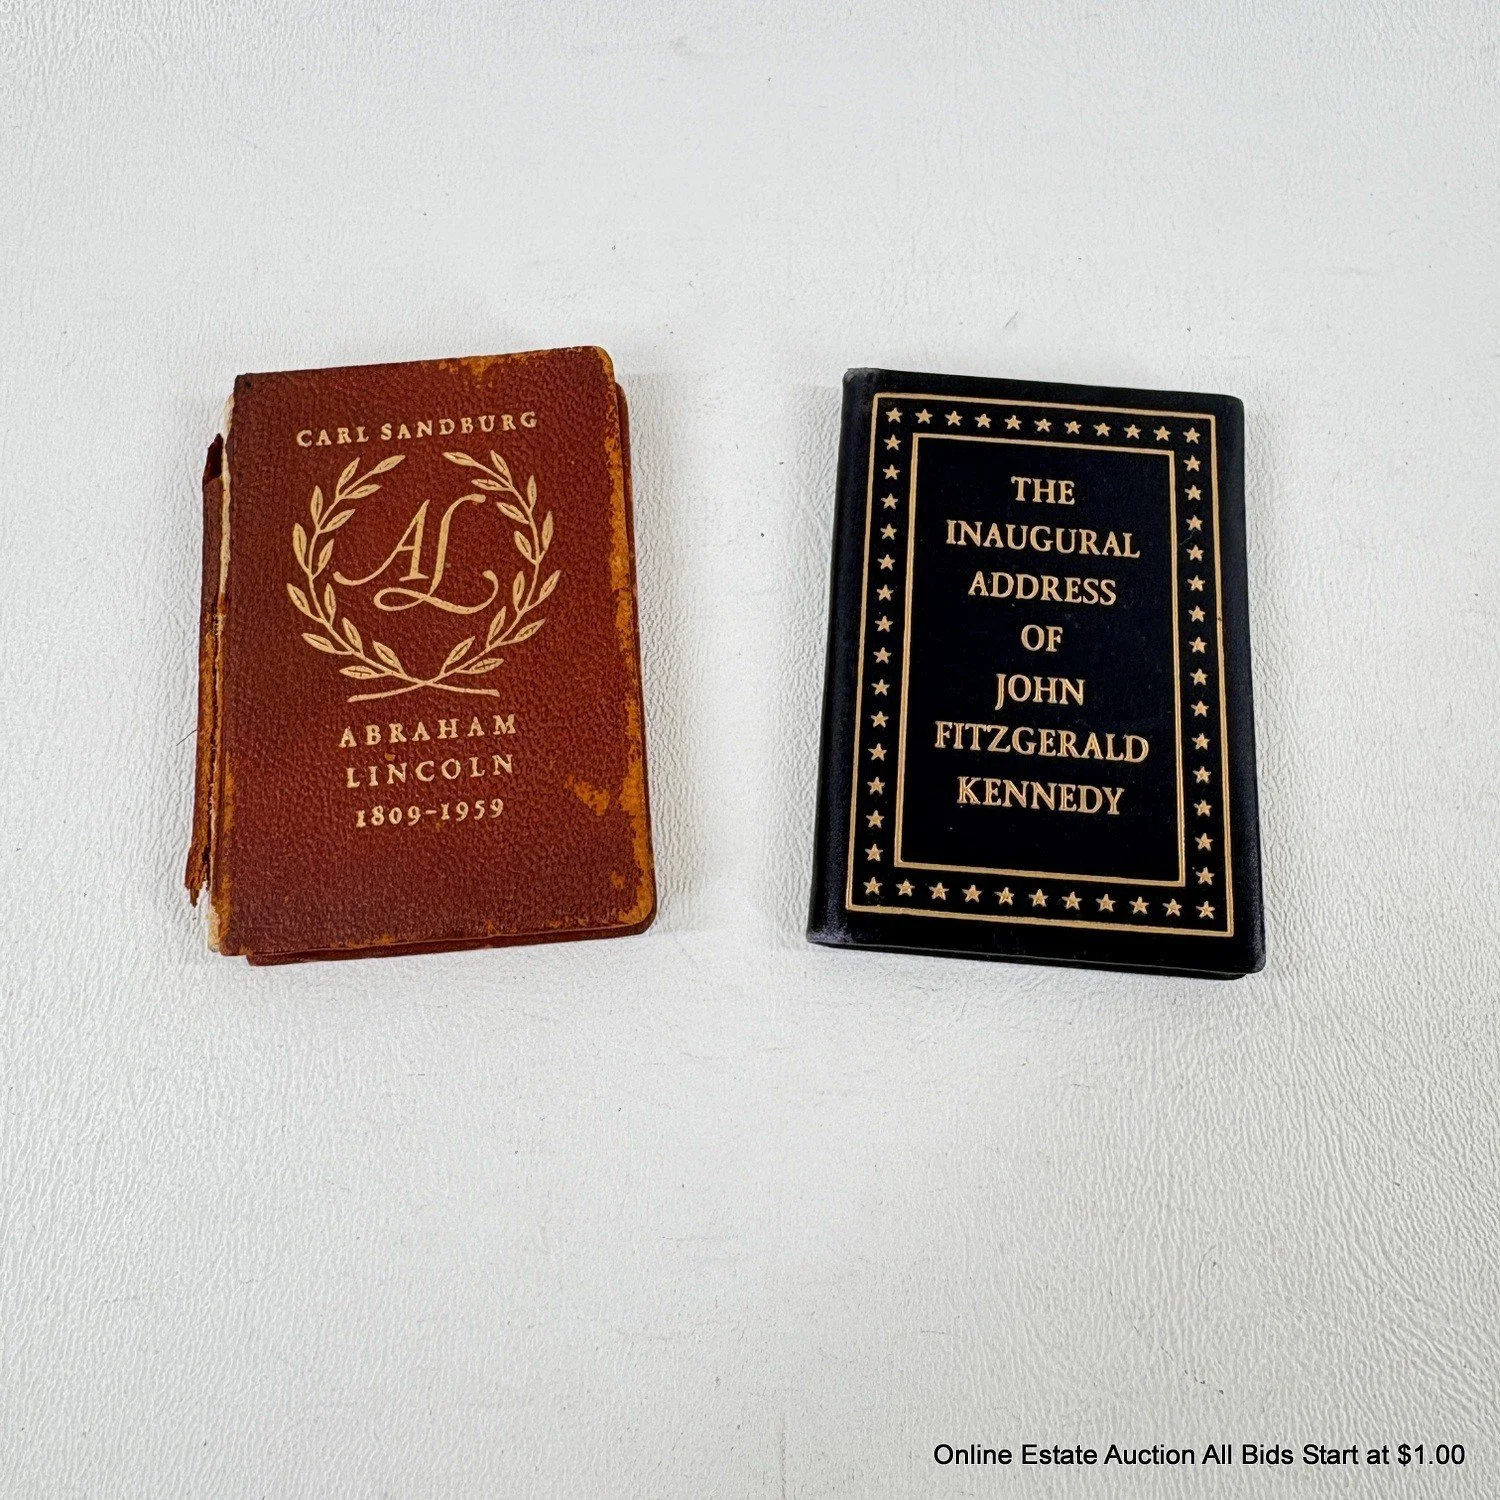 CARL SANDBURG
AL
ABRAHAM
LINCOLN
1809-1959
THE
INAUGURAL
ADDRESS
OF
JOHN
FITZGERALD
KENNEDY
Online Estate Auction All Bids Start at $1.00